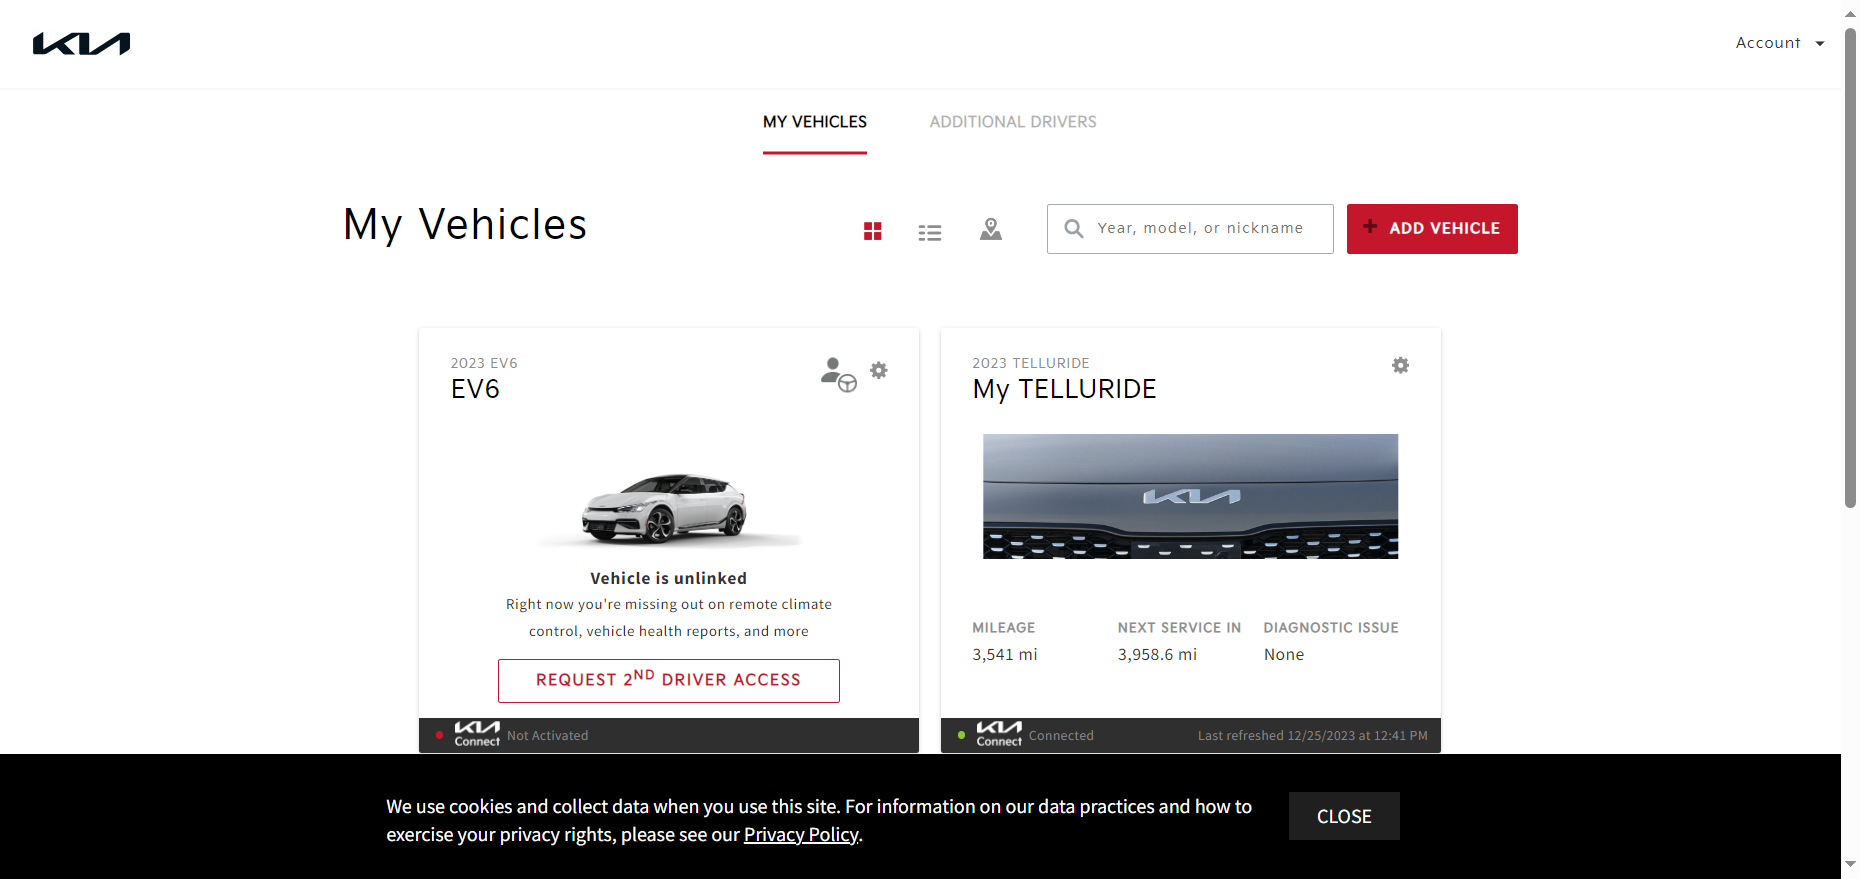 KIA
Account
MY VEHICLES
ADDITIONAL DRIVERS
My Vehicles
Year, model, or nickname
+ ADD VEHICLE
2023 EV6
EV6
Vehicle is unlinked
Right now you're missing out on remote climate
control, vehicle health reports, and more
REQUEST 2ND DRIVER ACCESS
KIA
Connect
Not Activated
2023 TELLURIDE
My TELLURIDE
KIA
MILEAGE
NEXT SERVICE IN
DIAGNOSTIC ISSUE
3,541 mi
3,958.6 mi
None
KIA
Connect
Connected
Last refreshed 12/25/2023 at 12:41 PM
We use cookies and collect data when you use this site. For information on our data practices and how to
exercise your privacy rights, please see our Privacy Policy.
CLOSE